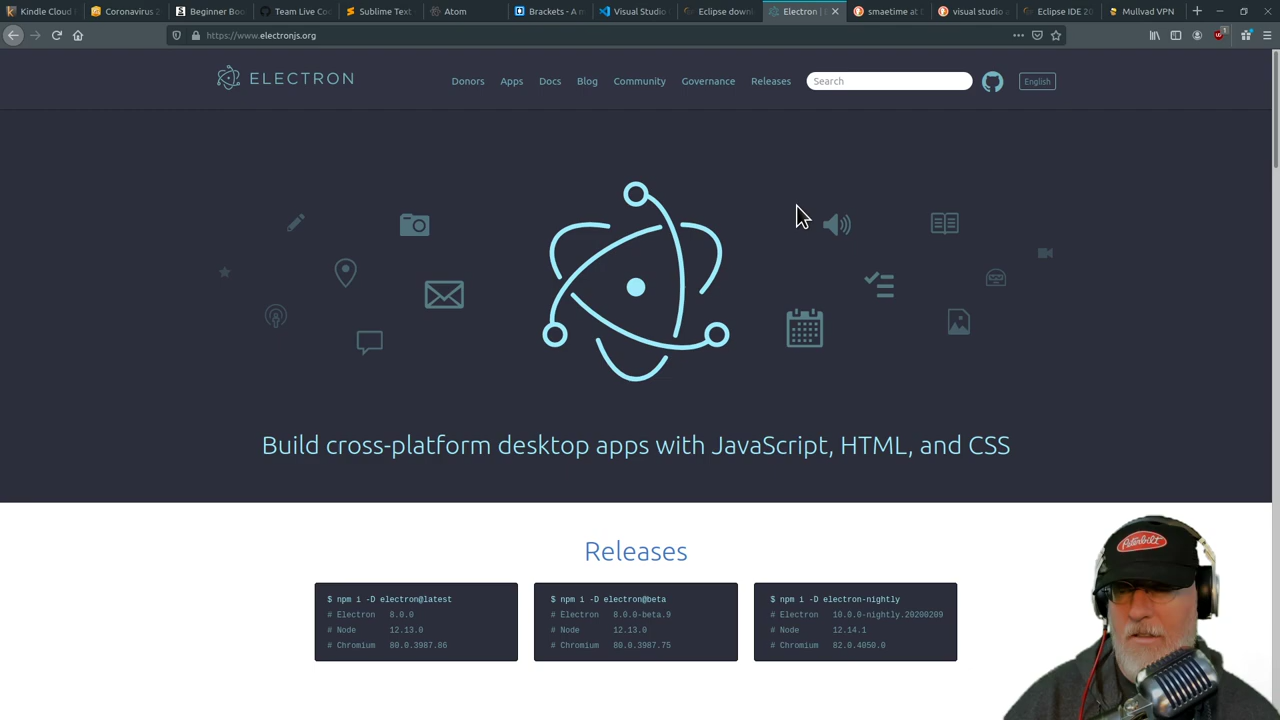 Kindle Cloud
Coronavirus 2
Beginner Boo
Team Live Co
Sublime Text
Atom
Brackets - A m
Visual Studio
Eclipse down
Electron | B
smaetime at
visual studio a
Eclipse IDE 20
Mullvad VPN
https://www.electronjs.org
ELECTRON
Donors
Apps
Docs
Blog
Community
Governance
Releases
Search
English
Build cross-platform desktop apps with JavaScript, HTML, and CSS
Releases
$ npm i -D electron@latest
# Electron 8.0.0
# Node 12.13.0
# Chromium 80.0.3987.86
$ npm i -D electron@beta
# Electron 8.0.0-beta.9
# Node 12.13.0
# Chromium 80.0.3987.75
$ npm i -D electron-nightly
# Electron 10.0.0-nightly.20200209
# Node 12.14.1
# Chromium 82.0.4050.0
Peterbilt